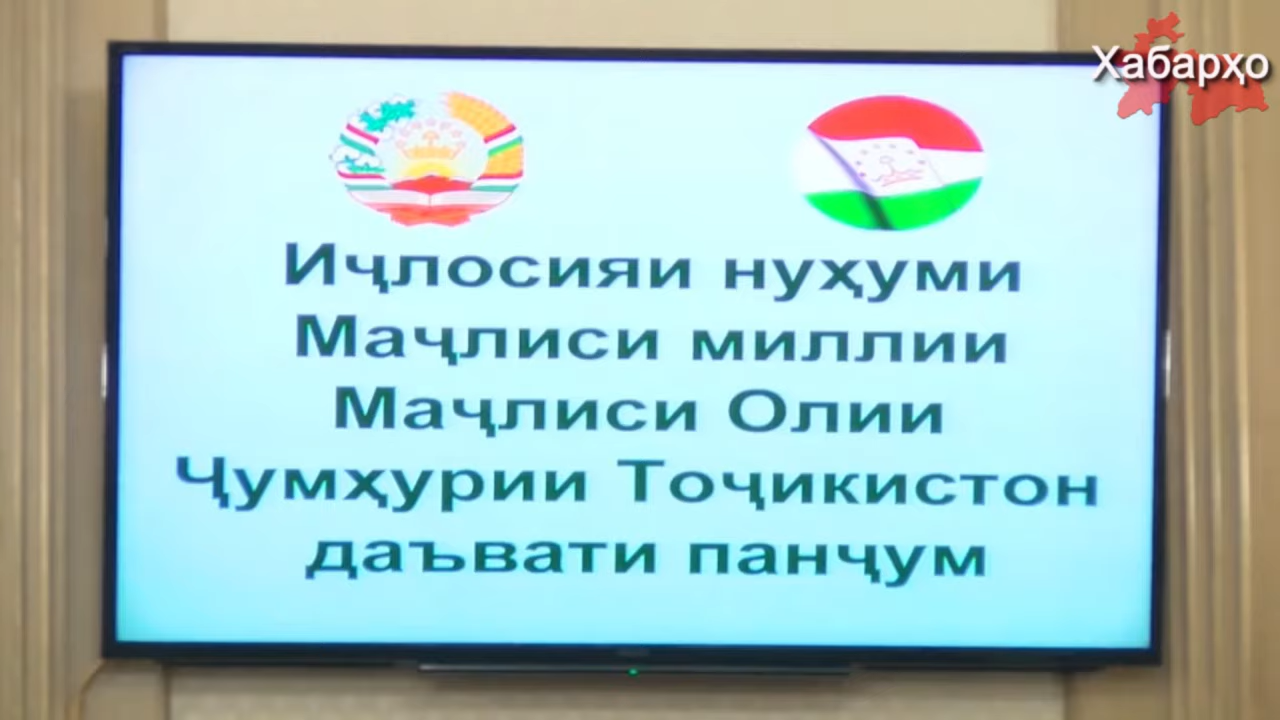 Хабарҳо
Иҷлосияи нуҳуми
Маҷлиси миллии
Маҷлиси Олии
Ҷумҳурии Тоҷикистон
даъвати панҷум